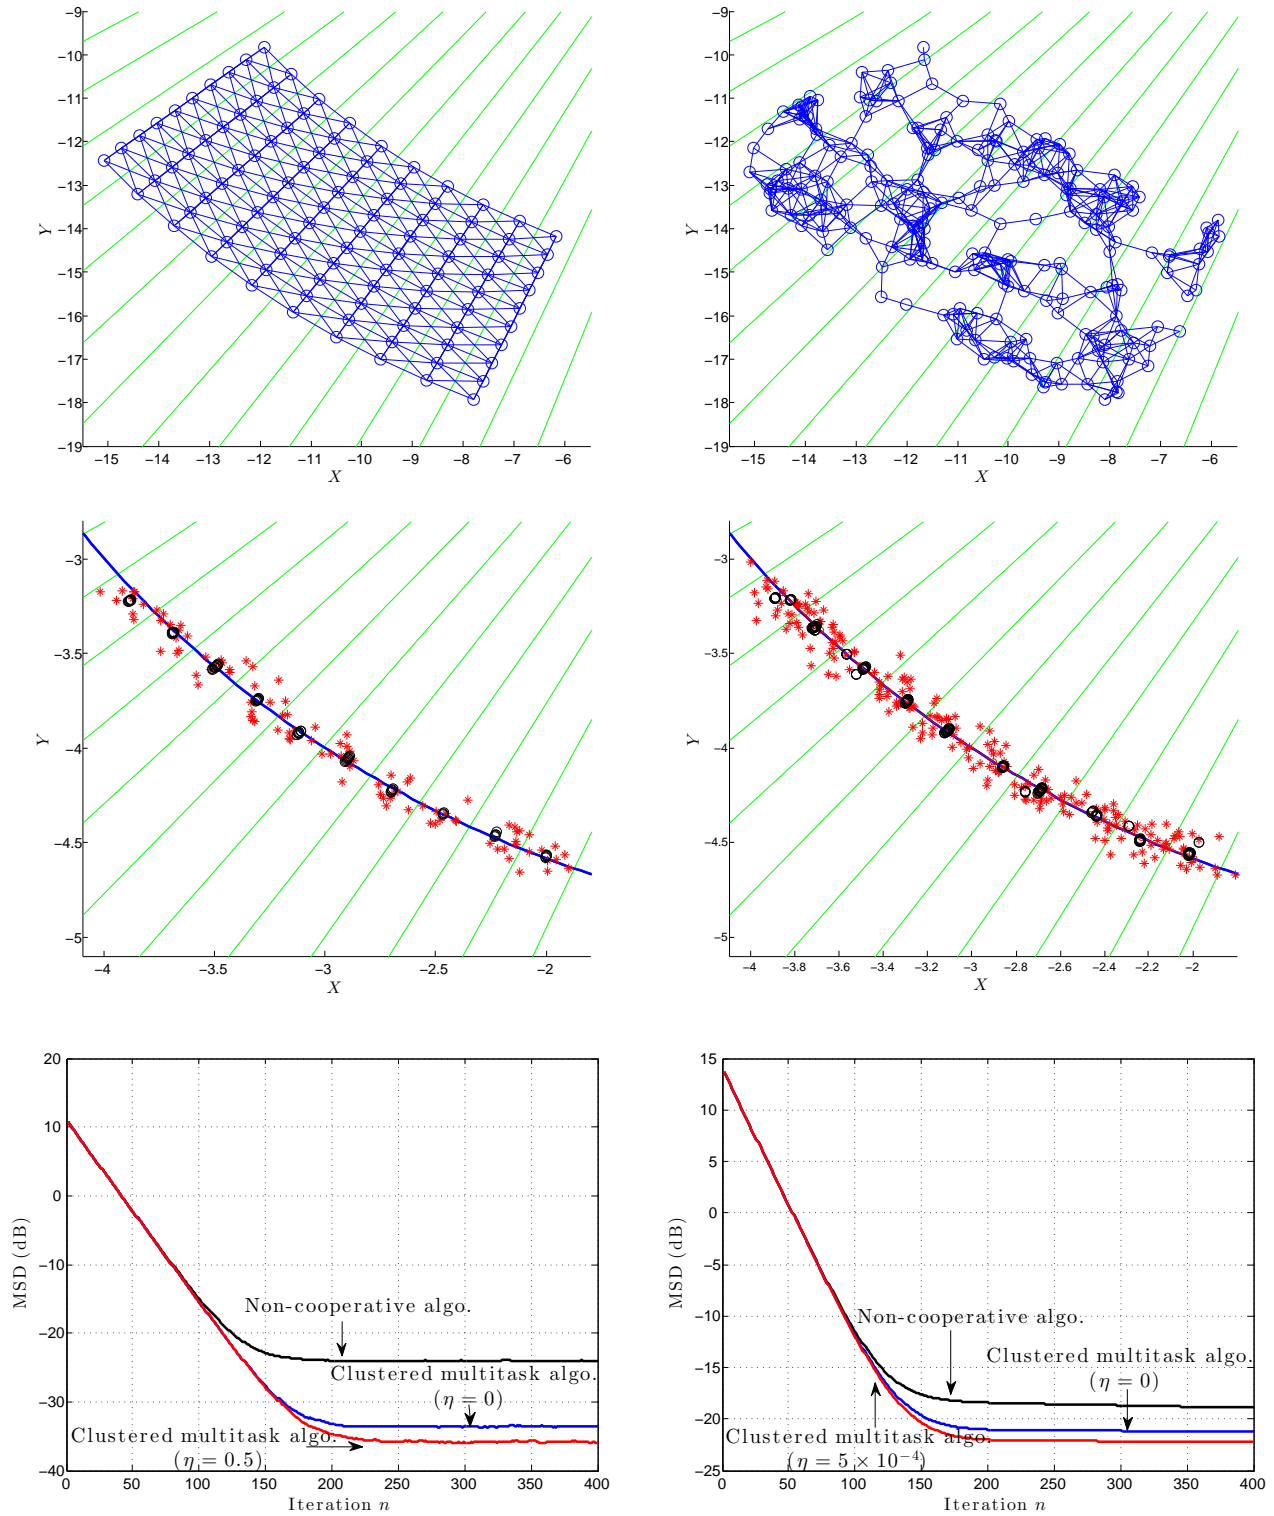 −9 −10 −11 −12 −13 −14 −15 −16 −17 −18 −19
Y
−15 −14 −13 −12 −11 −10 −9 −8 −7 −6
X
−9 −10 −11 −12 −13 −14 −15 −16 −17 −18 −19
Y
−15 −14 −13 −12 −11 −10 −9 −8 −7 −6
X
−3 −3.5 −4 −4.5 −5
Y
−4 −3.5 −3 −2.5 −2
X
−3 −3.5 −4 −4.5 −5
Y
−4 −3.8 −3.6 −3.4 −3.2 −3 −2.8 −2.6 −2.4 −2.2 −2
X
20 10 0 −10 −20 −30 −40
MSD (dB)
Non-cooperative algo.
Clustered multitask algo.
(η = 0)
Clustered multitask algo.
(η = 0.5)
0 50 100 150 200 250 300 350 400
Iteration n
15 10 5 0 −5 −10 −15 −20 −25
MSD (dB)
Non-cooperative algo.
Clustered multitask algo.
(η = 0)
Clustered multitask algo.
(η = 5 × 10⁻⁴)
0 50 100 150 200 250 300 350 400
Iteration n